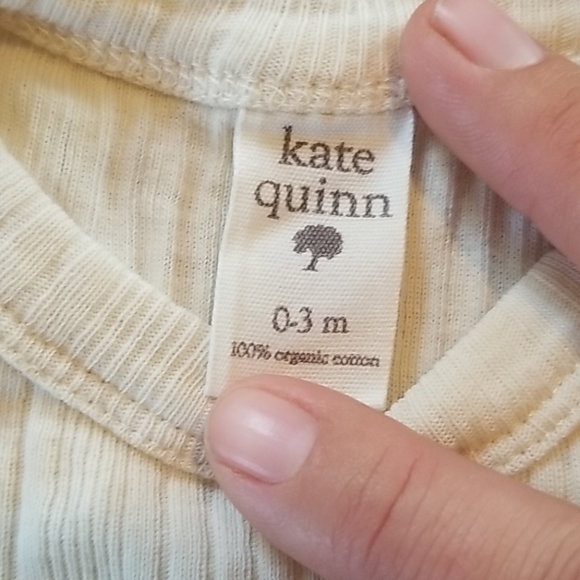 kate
quinn
0-3 m
100% organic cotton